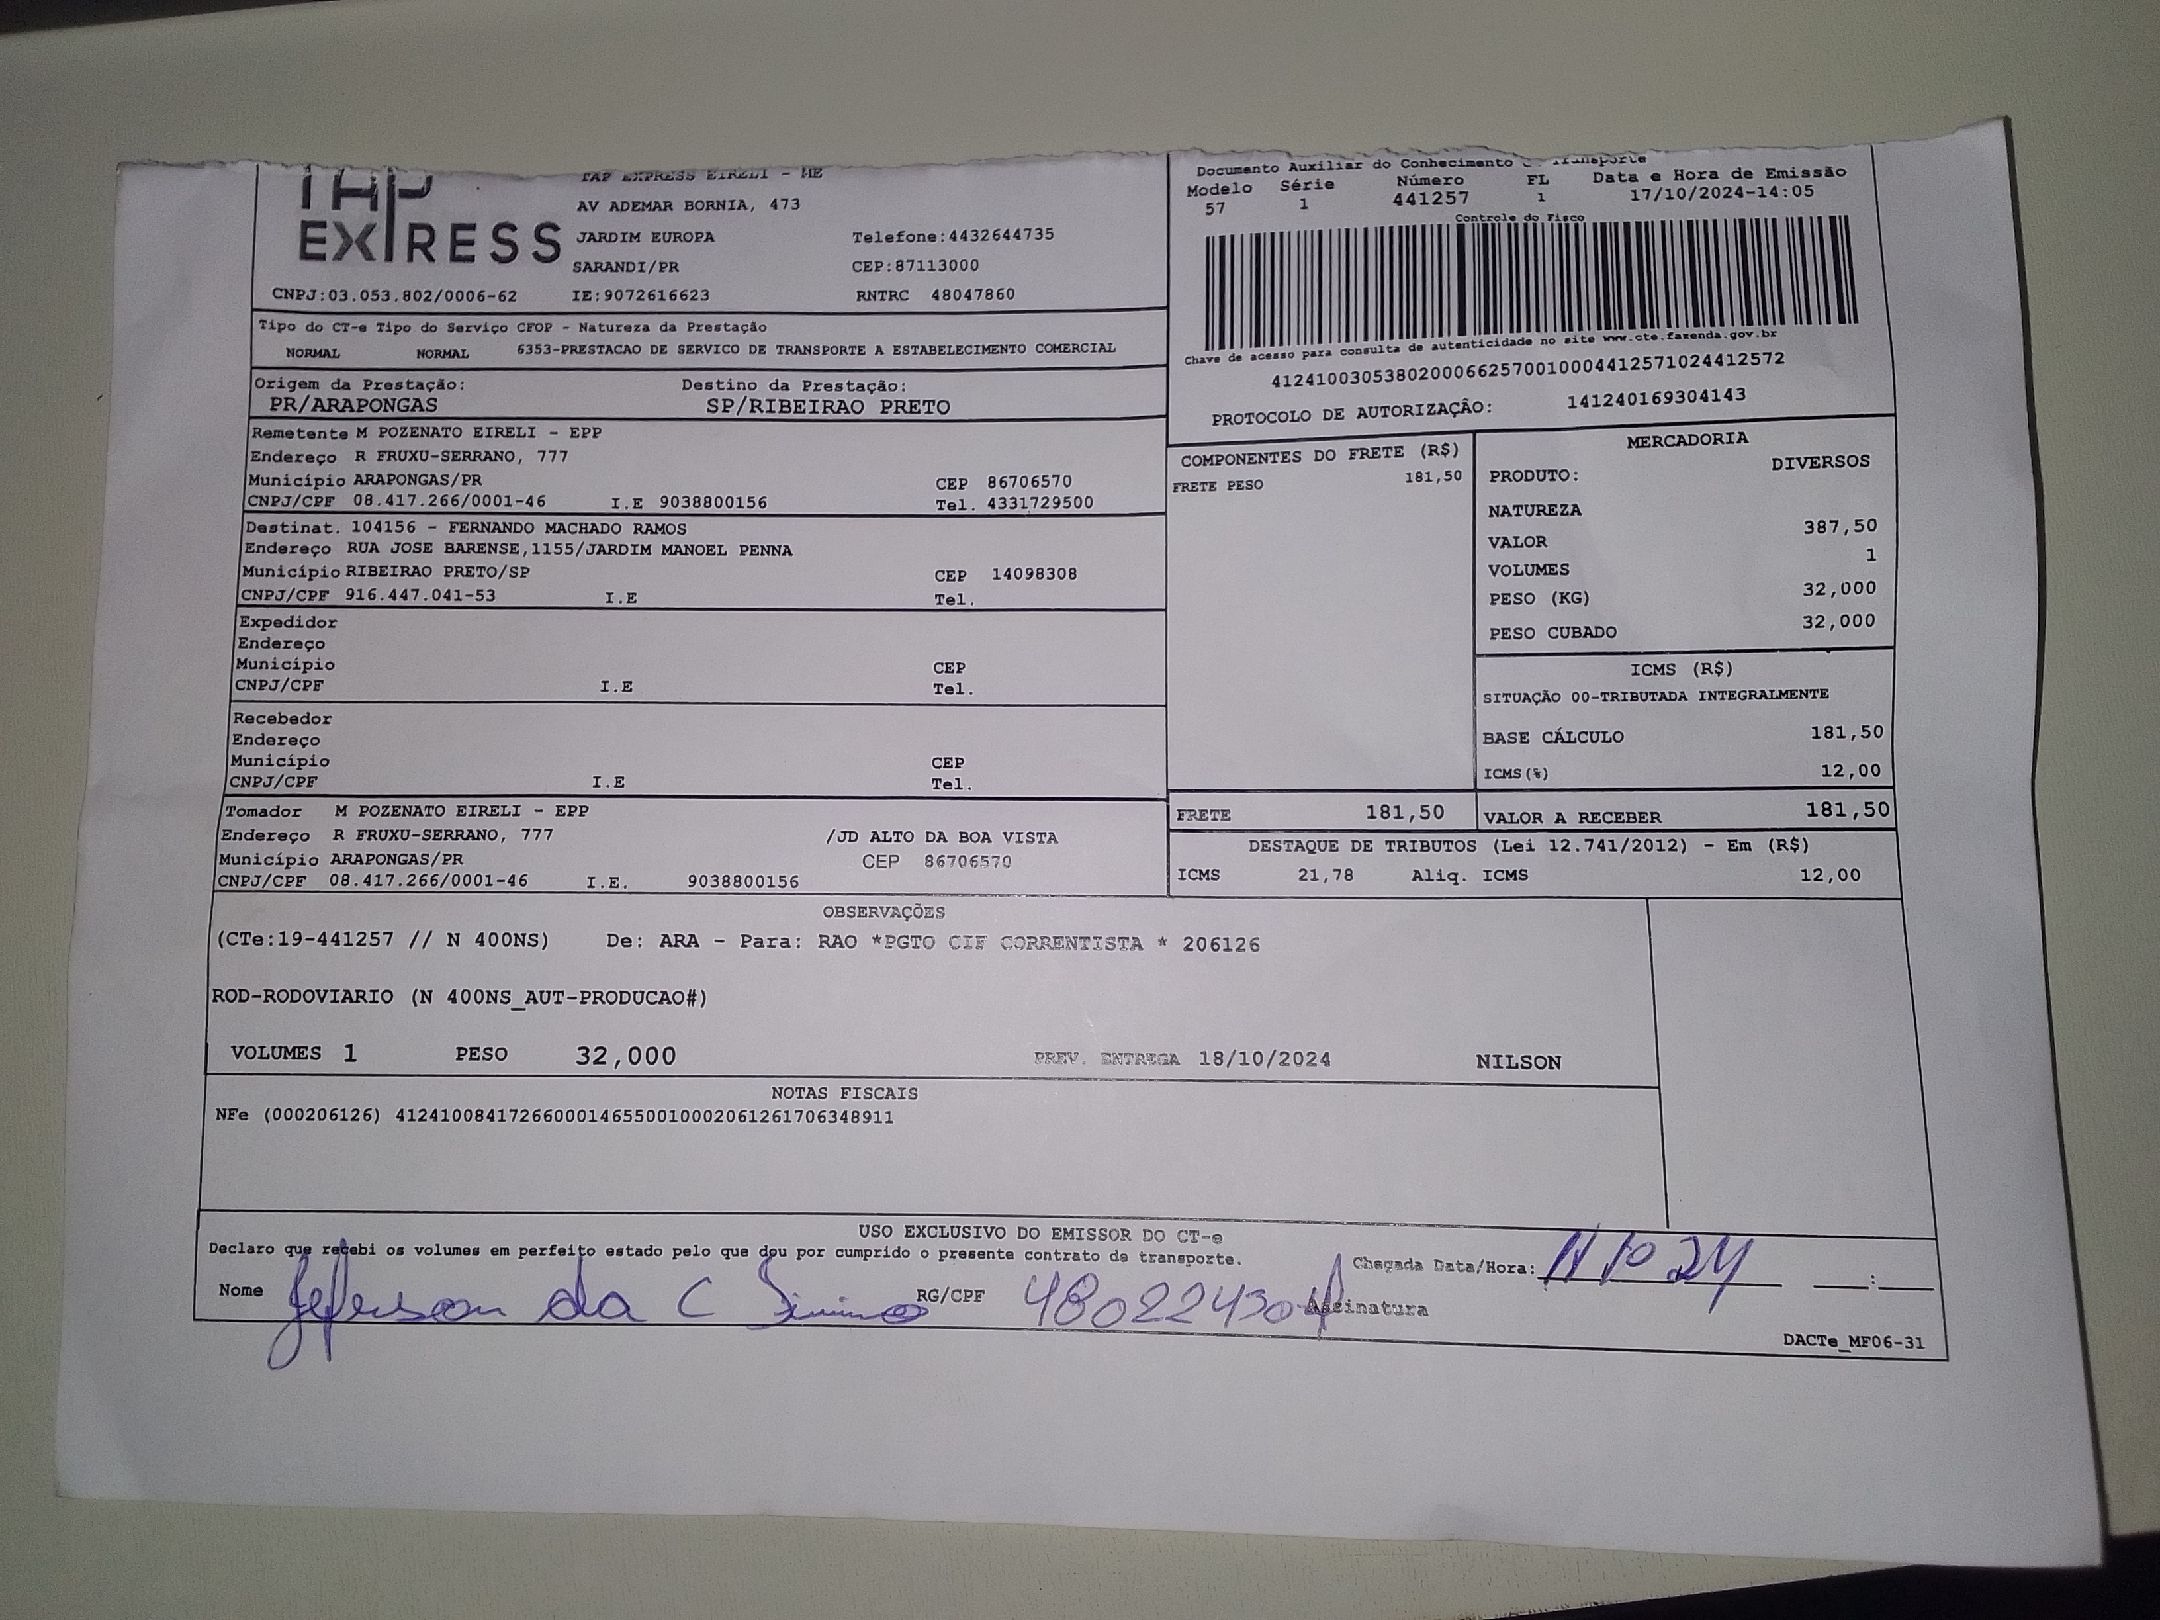 TAP EXPRESS
TAP EXPRESS EIRELI - ME
AV ADEMAR BORNIA, 473
JARDIM EUROPA Telefone:4432644735
SARANDI/PR CEP:87113000
CNPJ:03.053.802/0006-62 IE:9072616623 RNTRC 48047860
Documento Auxiliar do Conhecimento de Transporte
Modelo Série Número FL Data e Hora de Emissão
57 1 441257 1 17/10/2024-14:05
Controle do Fisco
Chave de acesso para consulta de autenticidade no site www.cte.fazenda.gov.br
41241003053802000662570010004412571024412572
PROTOCOLO DE AUTORIZAÇÃO: 141240169304143
Tipo do CT-e Tipo do Serviço CFOP - Natureza da Prestação
NORMAL NORMAL 6353-PRESTACAO DE SERVICO DE TRANSPORTE A ESTABELECIMENTO COMERCIAL
Origem da Prestação: Destino da Prestação:
PR/ARAPONGAS SP/RIBEIRAO PRETO
Remetente M POZENATO EIRELI - EPP
Endereço R FRUXU-SERRANO, 777
Município ARAPONGAS/PR CEP 86706570
CNPJ/CPF 08.417.266/0001-46 I.E 9038800156 Tel. 4331729500
Destinat. 104156 - FERNANDO MACHADO RAMOS
Endereço RUA JOSE BARENSE,1155/JARDIM MANOEL PENNA
Município RIBEIRAO PRETO/SP CEP 14098308
CNPJ/CPF 916.447.041-53 I.E Tel.
Expedidor
Endereço
Município CEP
CNPJ/CPF I.E Tel.
Recebedor
Endereço
Município CEP
CNPJ/CPF I.E Tel.
Tomador M POZENATO EIRELI - EPP
Endereço R FRUXU-SERRANO, 777 /JD ALTO DA BOA VISTA
Município ARAPONGAS/PR CEP 86706570
CNPJ/CPF 08.417.266/0001-46 I.E. 9038800156
COMPONENTES DO FRETE (R$)
FRETE PESO 181,50
MERCADORIA
PRODUTO: DIVERSOS
NATUREZA
VALOR 387,50
VOLUMES 1
PESO (KG) 32,000
PESO CUBADO 32,000
ICMS (R$)
SITUAÇÃO 00-TRIBUTADA INTEGRALMENTE
BASE CÁLCULO 181,50
ICMS(%) 12,00
FRETE 181,50 VALOR A RECEBER 181,50
DESTAQUE DE TRIBUTOS (Lei 12.741/2012) - Em (R$)
ICMS 21,78 Aliq. ICMS 12,00
OBSERVAÇÕES
(CTe:19-441257 // N 400NS) De: ARA - Para: RAO *PGTO CIF CORRENTISTA * 206126
ROD-RODOVIARIO (N 400NS_AUT-PRODUCAO#)
VOLUMES 1 PESO 32,000 PREV. ENTREGA 18/10/2024 NILSON
NOTAS FISCAIS
NFe (000206126) 41241008417266000146550010002061261706348911
USO EXCLUSIVO DO EMISSOR DO CT-e
Declaro que recebi os volumes em perfeito estado pelo que dou por cumprido o presente contrato de transporte. Chegada Data/Hora: __:__
Nome Jeferson da C RG/CPF 480224304 Assinatura
DACTe_MF06-31